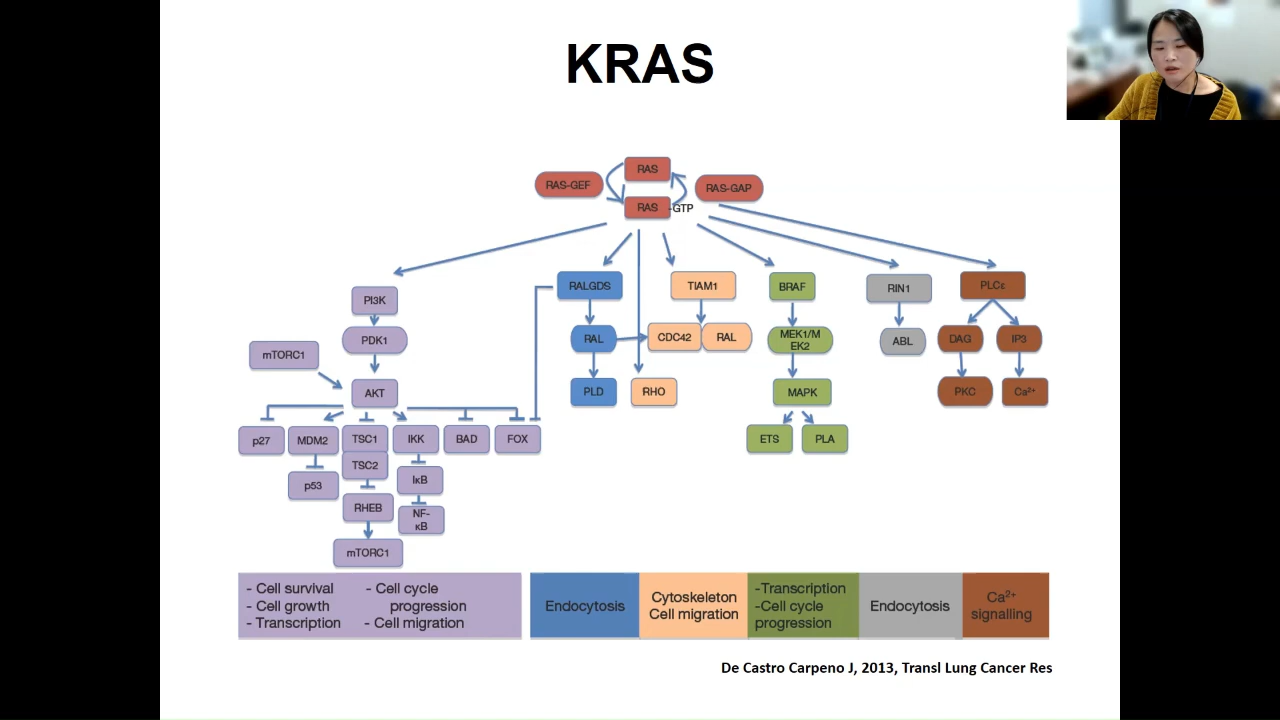 KRAS
RAS
RAS-GEF
RAS-GAP
RAS -GTP
PI3K
RALGDS
TIAM1
BRAF
RIN1
PLCε
PDK1
RAL
CDC42
RAL
MEK1/M
EK2
ABL
DAG
IP3
mTORC1
AKT
PLD
RHO
MAPK
PKC
Ca²⁺
p27
MDM2
TSC1
IKK
BAD
FOX
ETS
PLA
TSC2
p53
IκB
RHEB
NF-
κB
mTORC1
- Cell survival
- Cell growth
- Transcription
- Cell cycle
progression
- Cell migration
Endocytosis
Cytoskeleton
Cell migration
-Transcription
-Cell cycle
progression
Endocytosis
Ca²⁺
signalling
De Castro Carpeno J, 2013, Transl Lung Cancer Res